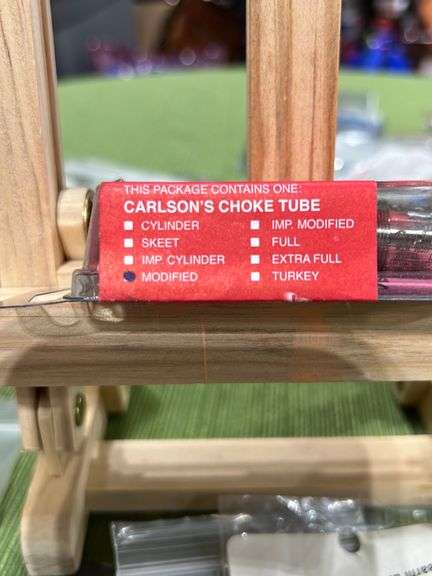 THIS PACKAGE CONTAINS ONE:
CARLSON'S CHOKE TUBE
CYLINDER
SKEET
IMP. CYLINDER
MODIFIED
IMP. MODIFIED
FULL
EXTRA FULL
TURKEY